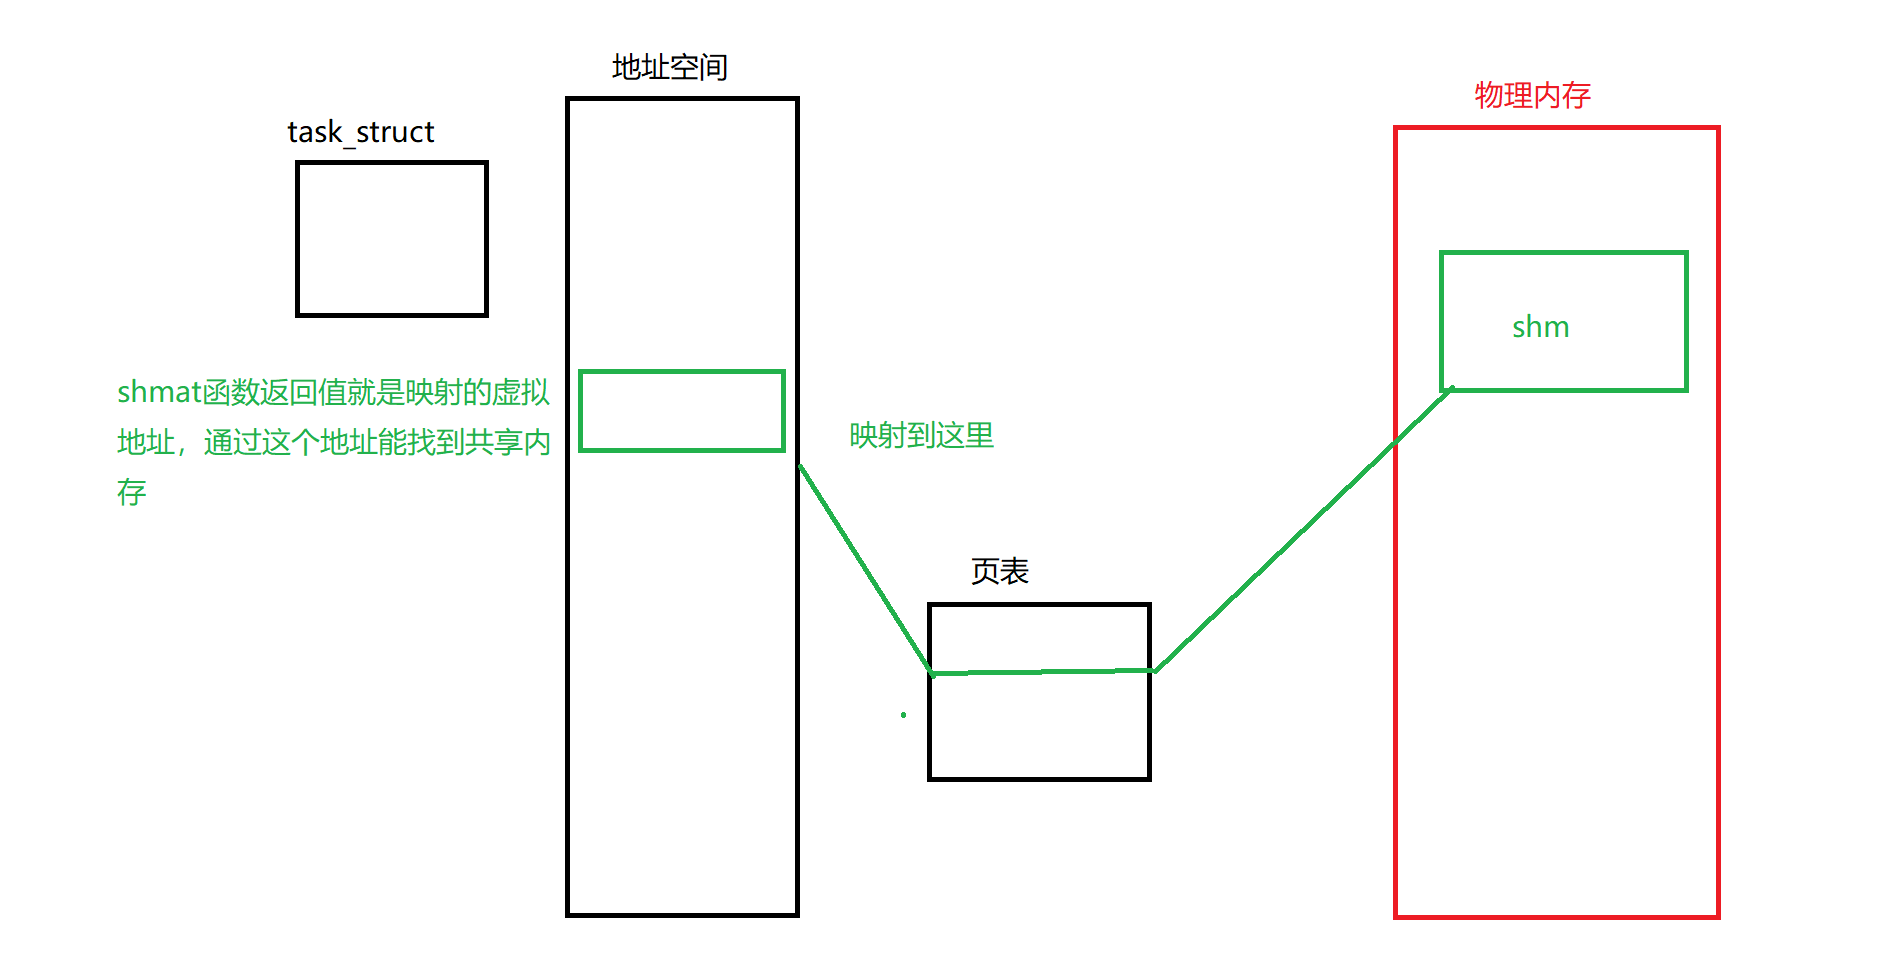 地址空间
物理内存
task_struct
shm
shmat函数返回值就是映射的虚拟
地址，通过这个地址能找到共享内
存
映射到这里
页表